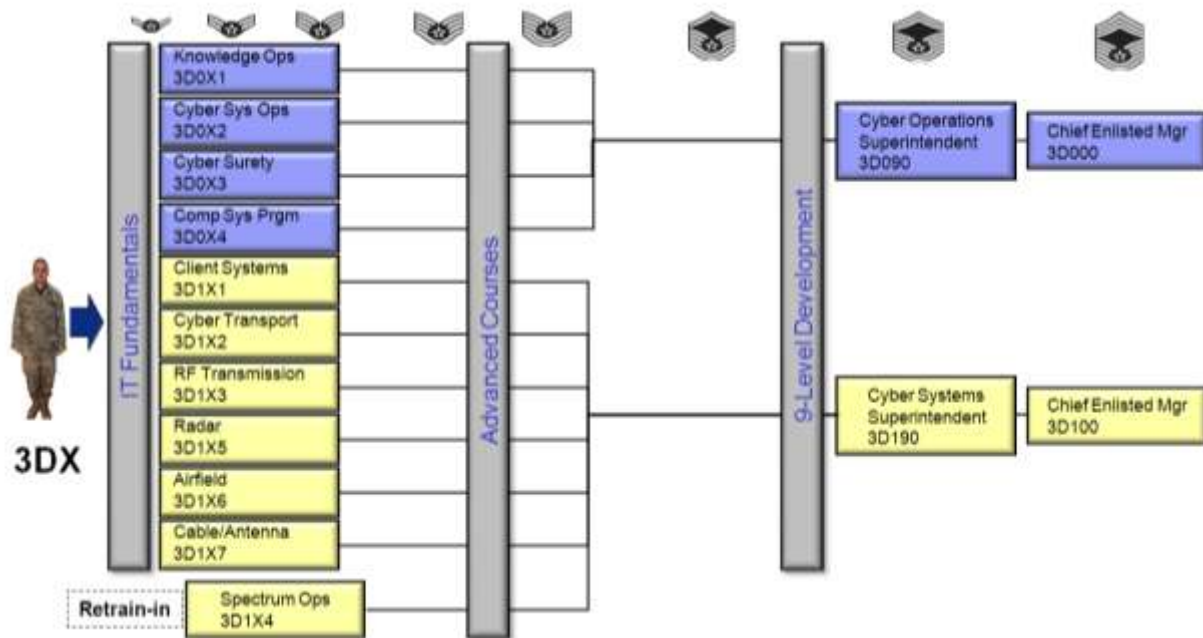 Knowledge Ops
3D0X1
Cyber Sys Ops
3D0X2
Cyber Surety
3D0X3
Comp Sys Prgm
3D0X4
Client Systems
3D1X1
Cyber Transport
3D1X2
RF Transmission
3D1X3
Radar
3D1X5
Airfield
3D1X6
Cable/Antenna
3D1X7
Retrain-in
Spectrum Ops
3D1X4
3DX
IT Fundamentals
Advanced Courses
9-Level Development
Cyber Operations
Superintendent
3D090
Chief Enlisted Mgr
3D000
Cyber Systems
Superintendent
3D190
Chief Enlisted Mgr
3D100